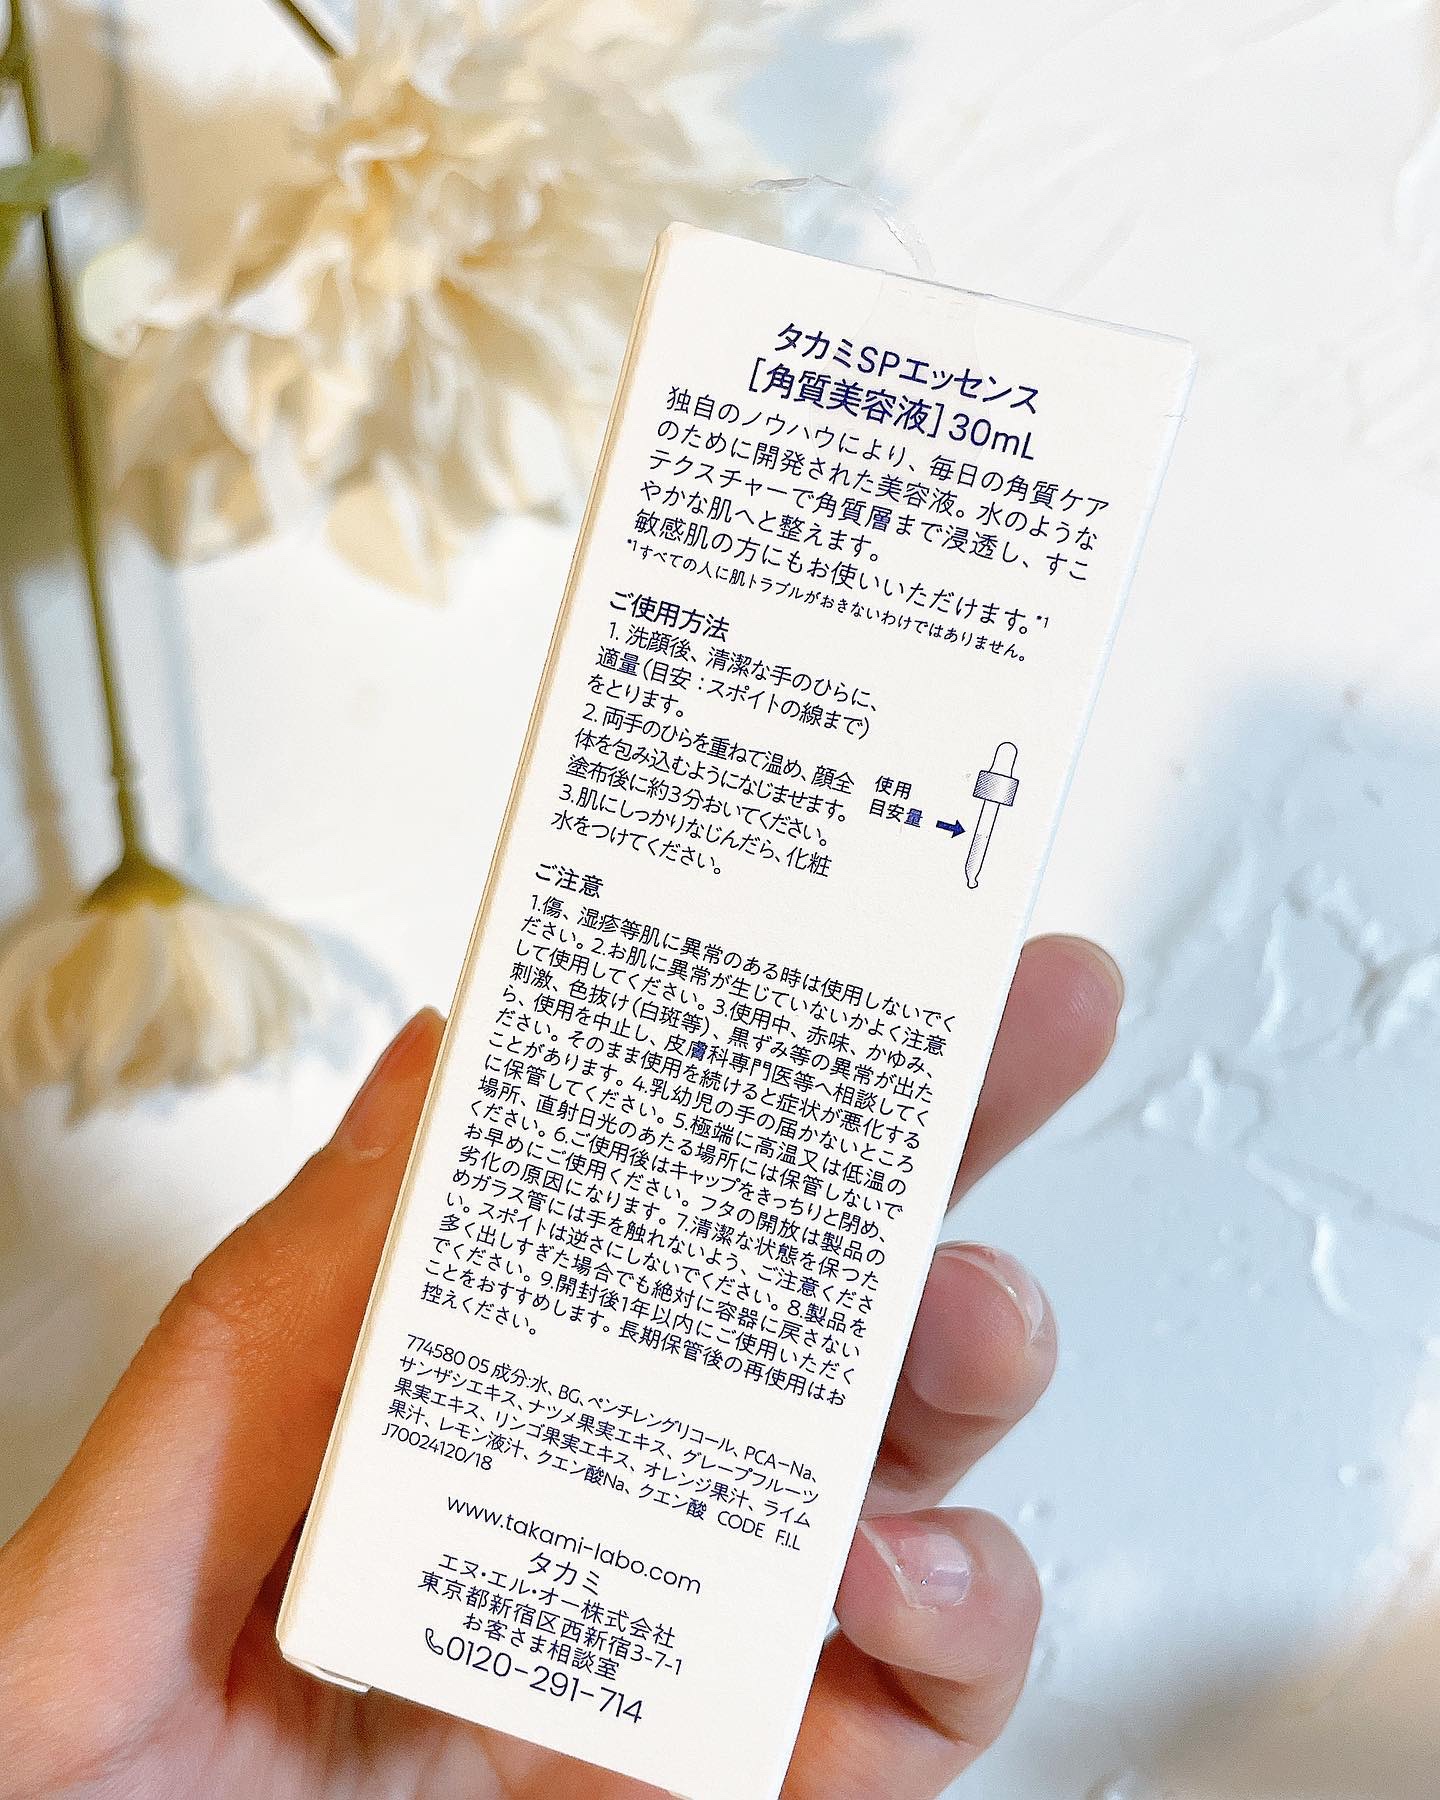 タカミSPエッセンス
[角質美容液]30mL
独自のノウハウにより、毎日の角質ケア
のために開発された美容液。水のような
テクスチャーで角質層まで浸透し、すこ
やかな肌へと整えます。
敏感肌の方にもお使いいただけます。*1
*1すべての人に肌トラブルがおきないわけではありません。
ご使用方法
1. 洗顔後、清潔な手のひらに、
適量(目安:スポイトの線まで)
をとります。
2. 両手のひらを重ねて温め、顔全
体を包み込むようになじませます。
塗布後に約3分おいてください。
3.肌にしっかりなじんだら、化粧
水をつけてください。
使用
目安量
ご注意
1.傷、湿疹等肌に異常のある時は使用しないでく
ださい。2.お肌に異常が生じていないかよく注意
して使用してください。3.使用中、赤味、かゆみ、
刺激、色抜け(白斑等)、黒ずみ等の異常が出た
ら、使用を中止し、皮膚科専門医等へ相談してく
ださい。そのまま使用を続けると症状が悪化する
ことがあります。4.乳幼児の手の届かないところ
に保管してください。5.極端に高温又は低温の
場所、直射日光のあたる場所には保管しないで
ください。6.ご使用後はキャップをきっちりと閉め、
お早めにご使用ください。フタの開放は製品の
劣化の原因になります。7.清潔な状態を保つた
めガラス管には手を触れないよう、ご注意くださ
い。スポイトは逆さにしないでください。8.製品を
多く出しすぎた場合でも絶対に容器に戻さない
でください。9.開封後1年以内にご使用いただく
ことをおすすめします。長期保管後の再使用はお
控えください。
774580 05 成分:水、BG、ペンチレングリコール、PCA-Na、
サンザシエキス、ナツメ果実エキス、グレープフルーツ
果実エキス、リンゴ果実エキス、オレンジ果汁、ライム
果汁、レモン液汁、クエン酸Na、クエン酸 CODE F.I.L
J70024120/18
www.takami-labo.com
タカミ
エヌ・エル・オー株式会社
東京都新宿区西新宿3-7-1
お客さま相談室
0120-291-714